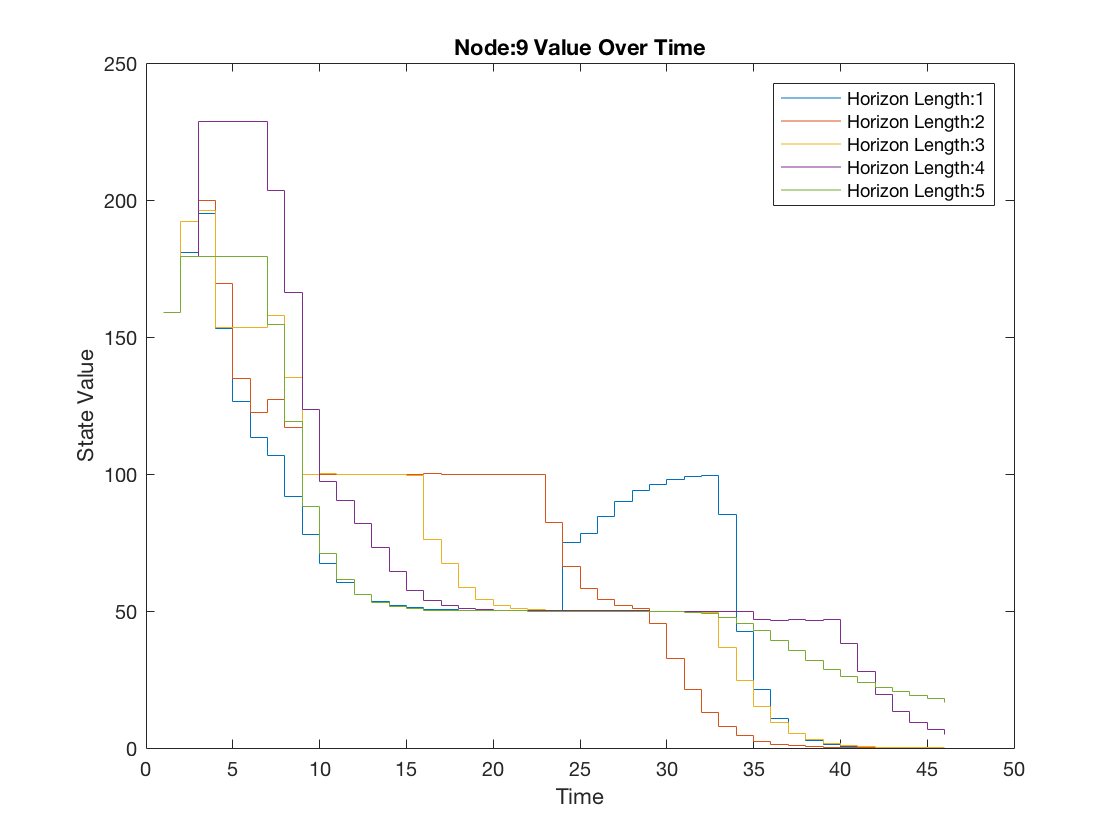 Node:9 Value Over Time
250
200
150
100
50
0
State Value
Horizon Length:1
Horizon Length:2
Horizon Length:3
Horizon Length:4
Horizon Length:5
0 5 10 15 20 25 30 35 40 45 50
Time